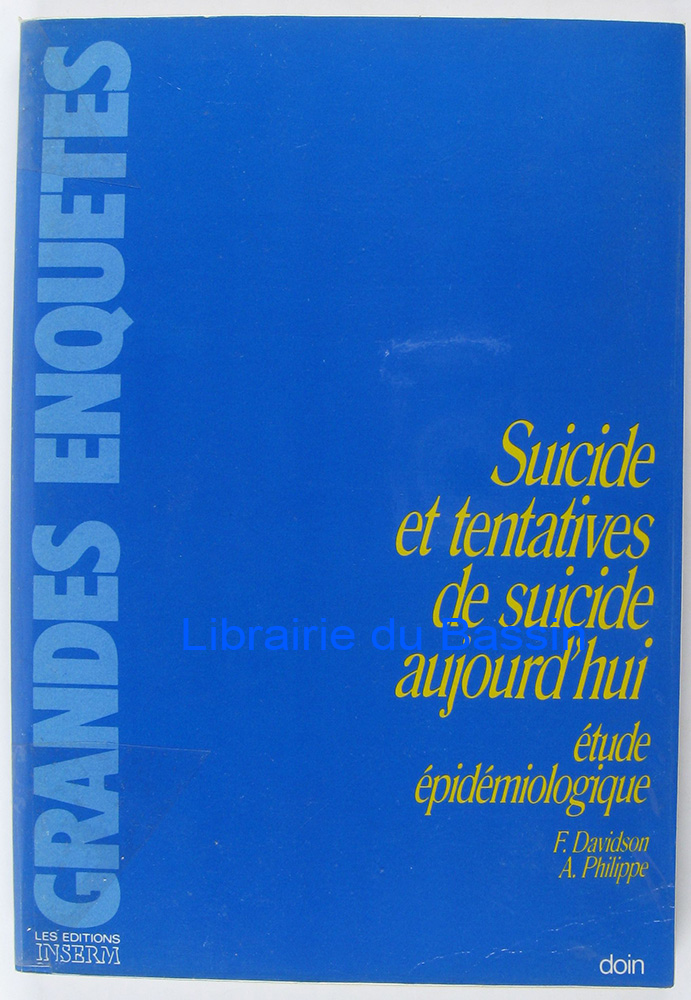 GRANDES ENQUETES
Suicide
et tentatives
de suicide
aujourd'hui
étude
épidémiologique
F. Davidson
A. Philippe
LES EDITIONS
INSERM
doin
Librairie du Bassin